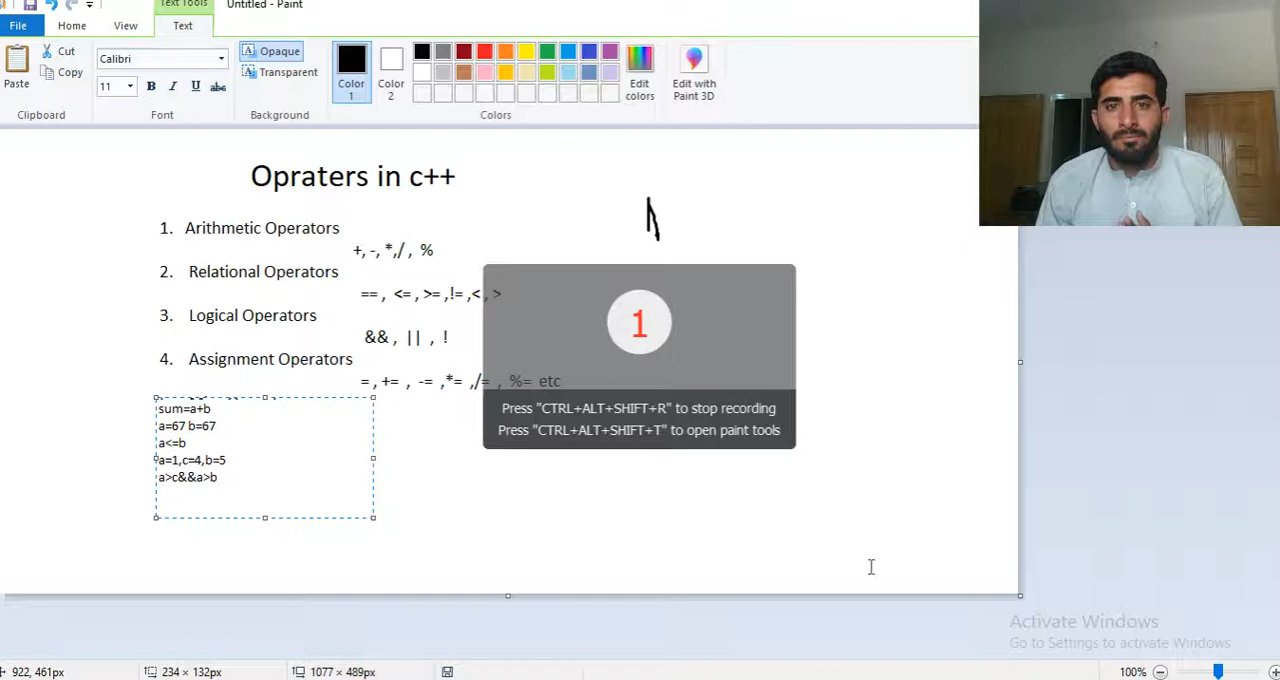 Text Tools
Untitled - Paint
File Home View Text
Paste
Cut
Copy
Clipboard
Calibri
11
B I U abc
Font
Opaque
Transparent
Background
Color 1
Color 2
Edit colors
Edit with Paint 3D
Colors
Opraters in c++
1. Arithmetic Operators
+, -, *,/ , %
2. Relational Operators
== , <= , >= ,!= ,< , >
3. Logical Operators
&& , || , !
4. Assignment Operators
= , += , -= ,*= ,/= , %= etc
sum=a+b
a=67 b=67
a<=b
a=1,c=4,b=5
a>c&&a>b
1
Press "CTRL+ALT+SHIFT+R" to stop recording
Press "CTRL+ALT+SHIFT+T" to open paint tools
Activate Windows
Go to Settings to activate Windows
922, 461px
234 × 132px
1077 × 489px
100%